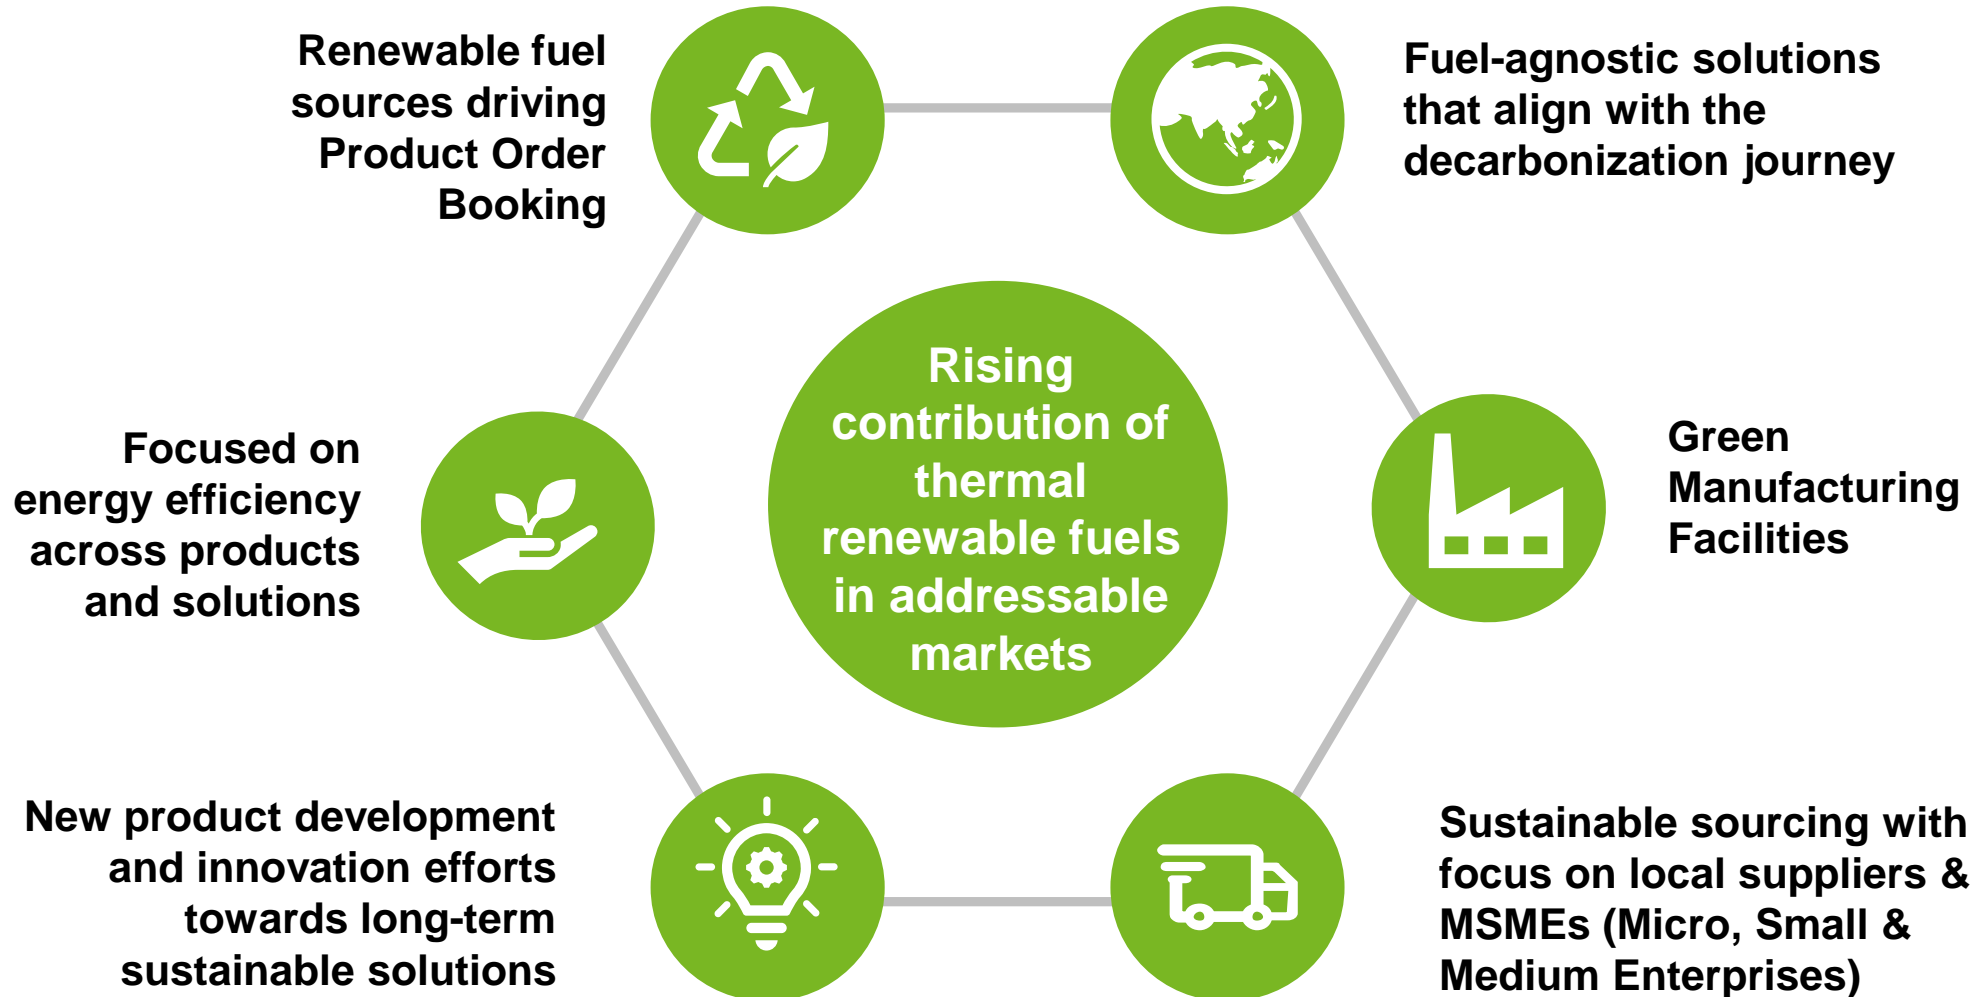 Renewable fuel
sources driving
Product Order
Booking
Fuel-agnostic solutions
that align with the
decarbonization journey
Rising
contribution of
thermal
renewable fuels
in addressable
markets
Focused on
energy efficiency
across products
and solutions
Green
Manufacturing
Facilities
New product development
and innovation efforts
towards long-term
sustainable solutions
Sustainable sourcing with
focus on local suppliers &
MSMEs (Micro, Small &
Medium Enterprises)